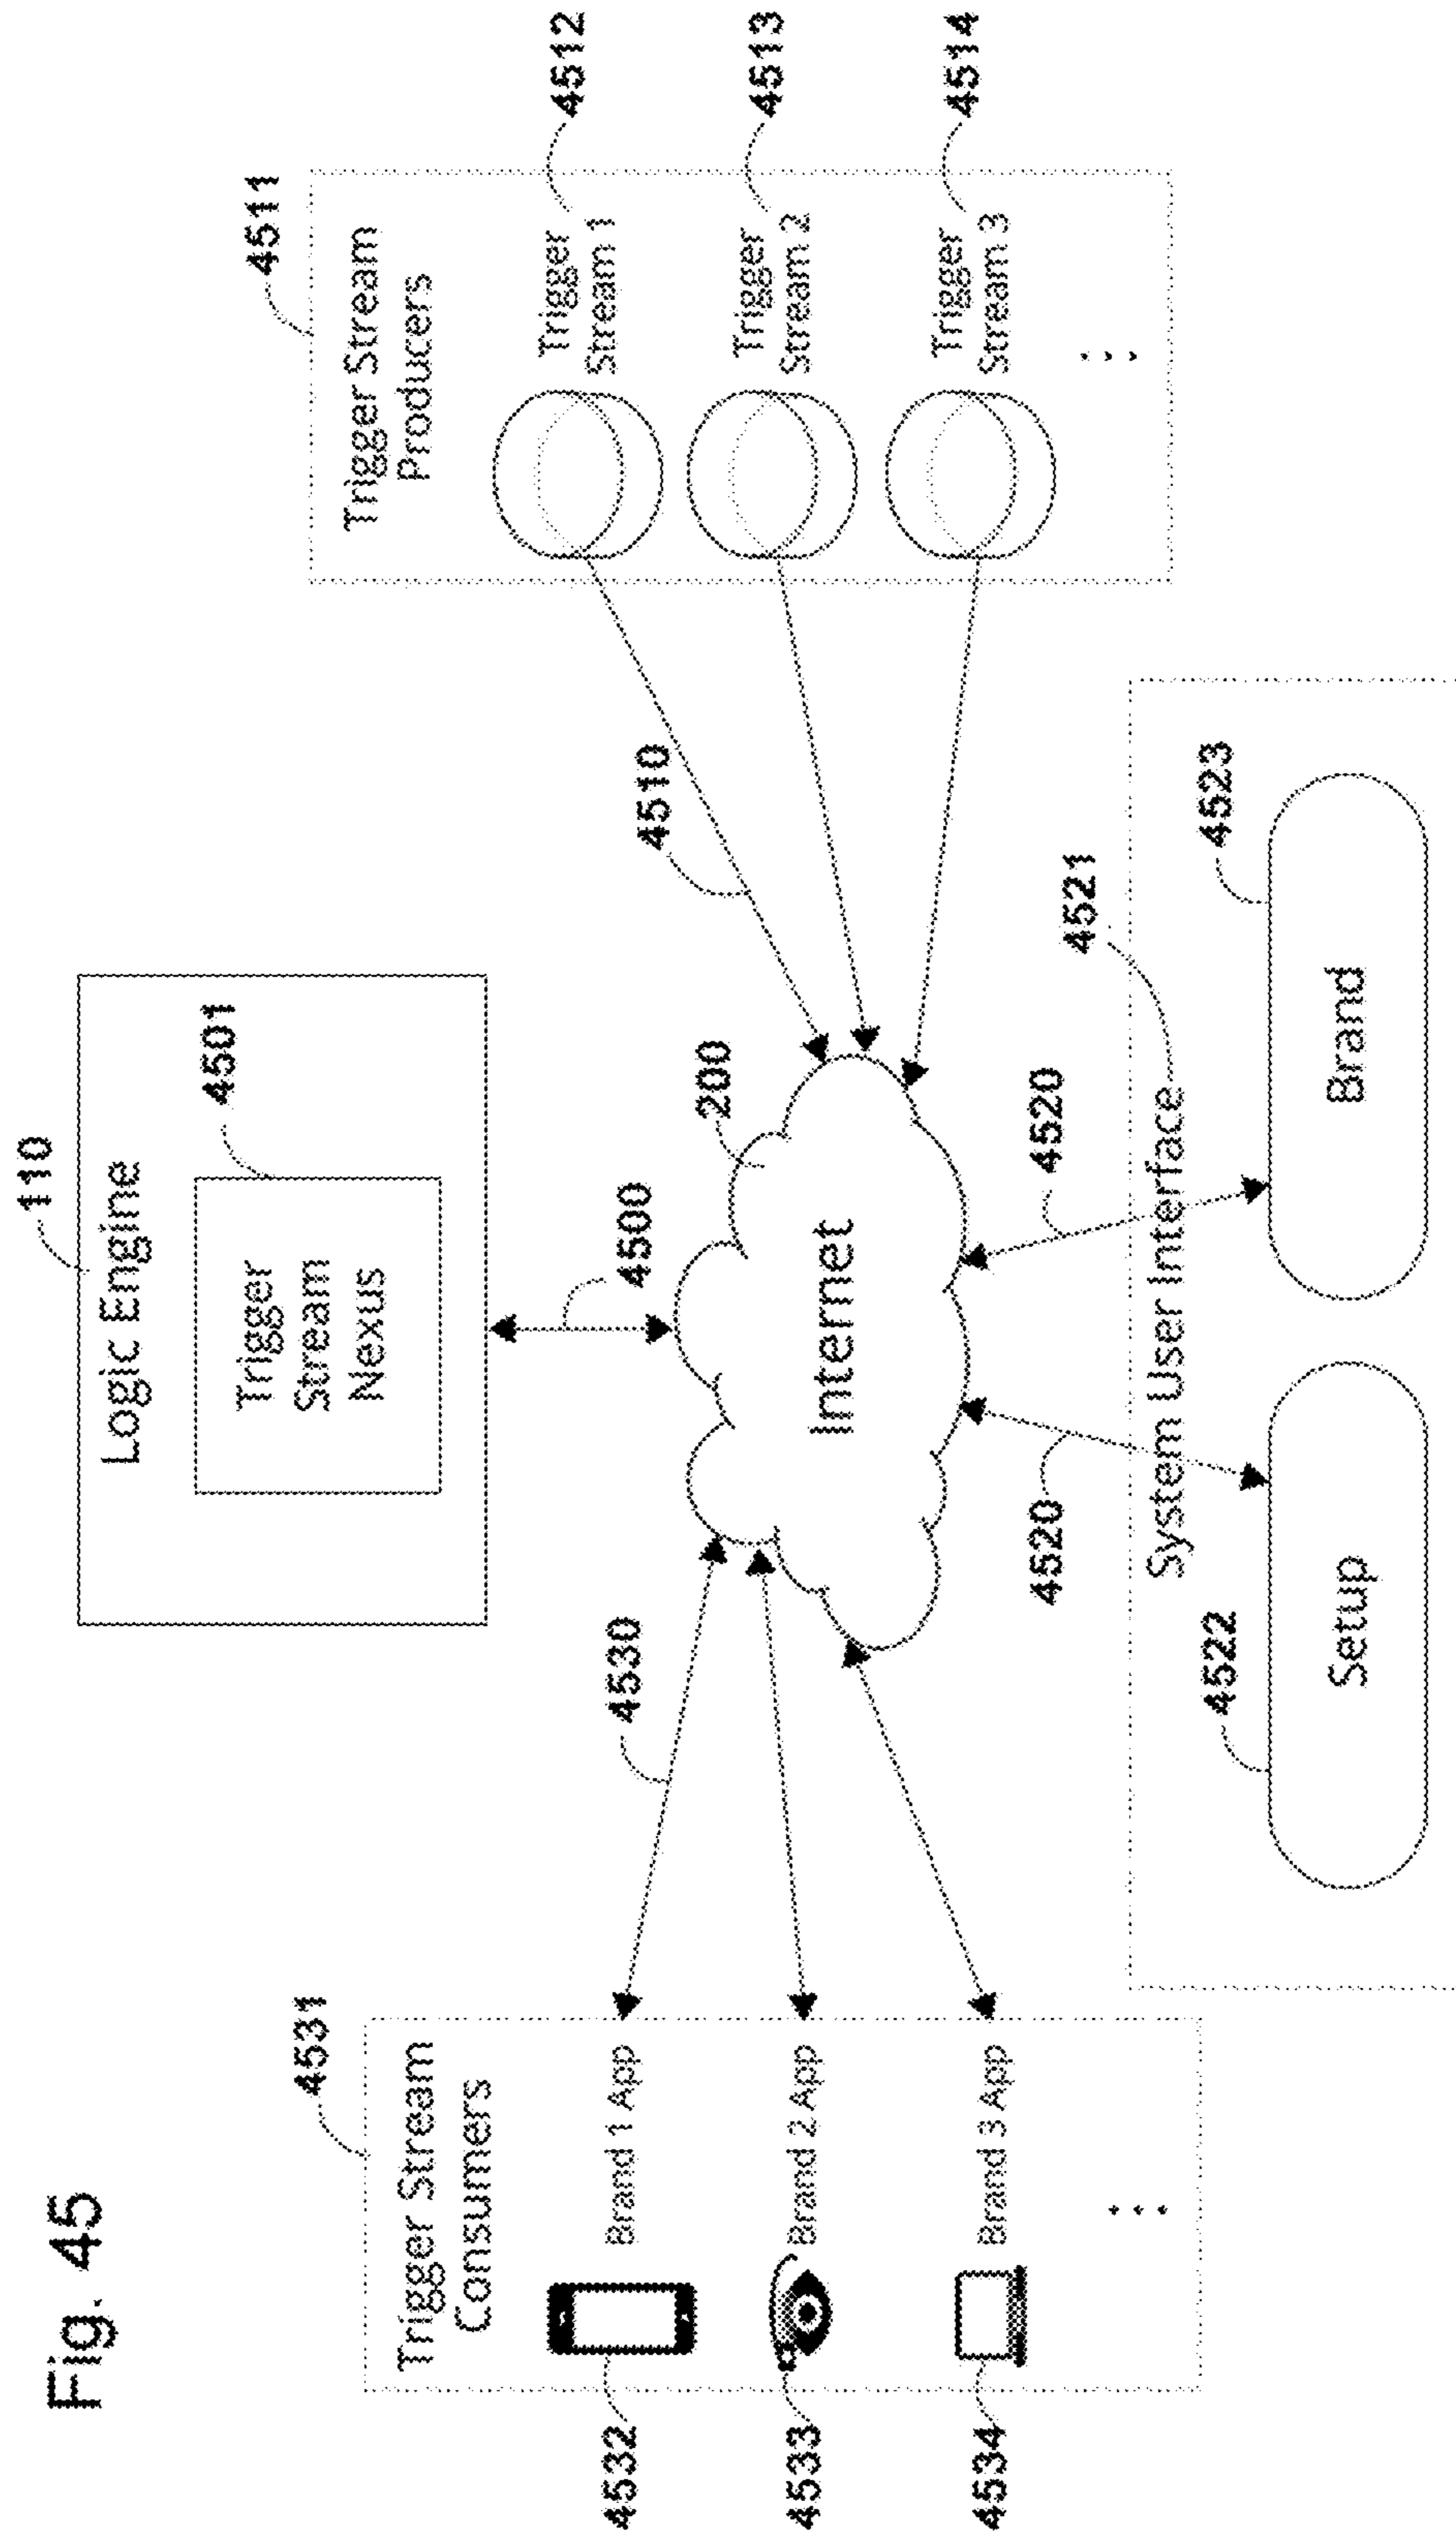 Fig. 45
110
Logic Engine
4501
Trigger
Stream
Nexus
4500
200
Internet
4531
Trigger Stream
Consumers
4532
Brand 1 App
4533
Brand 2 App
4534
Brand 3 App
...
4530
4511
Trigger Stream
Producers
Trigger
Stream 1
4512
Trigger
Stream 2
4513
Trigger
Stream 3
4514
...
4510
4520
4520
4521
System User Interface
4522
Setup
4523
Brand